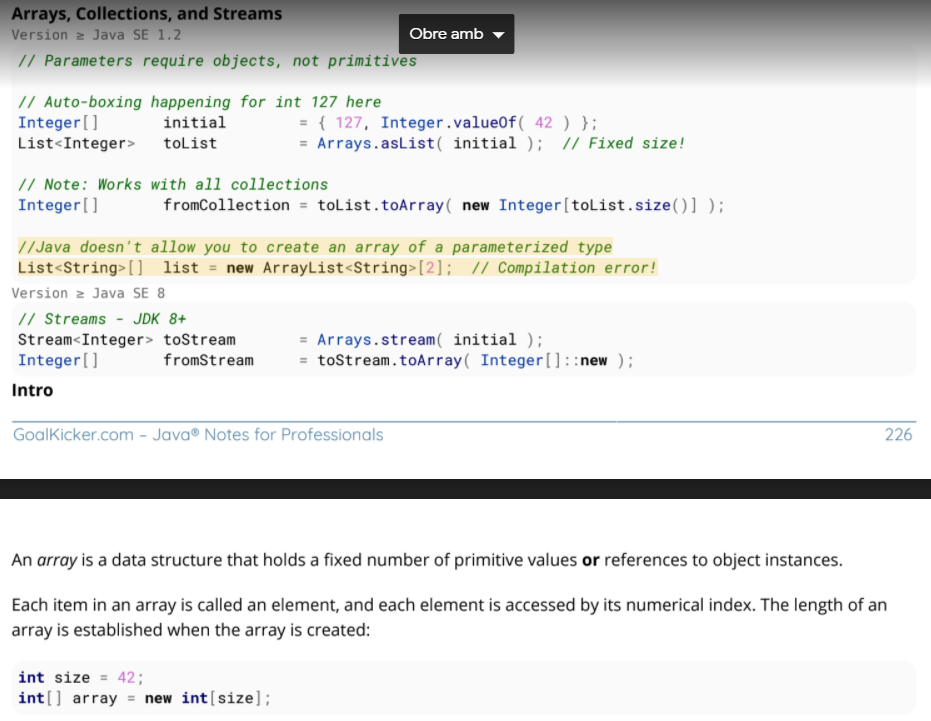 Arrays, Collections, and Streams
Obre amb
Version ≥ Java SE 1.2
// Parameters require objects, not primitives
// Auto-boxing happening for int 127 here
Integer[]       initial        = { 127, Integer.valueOf( 42 ) };
List<Integer>   toList         = Arrays.asList( initial );  // Fixed size!
// Note: Works with all collections
Integer[]       fromCollection = toList.toArray( new Integer[toList.size()] );
//Java doesn't allow you to create an array of a parameterized type
List<String>[]  list = new ArrayList<String>[2];  // Compilation error!
Version ≥ Java SE 8
// Streams - JDK 8+
Stream<Integer> toStream       = Arrays.stream( initial );
Integer[]       fromStream     = toStream.toArray( Integer[]::new );
Intro
GoalKicker.com – Java® Notes for Professionals 226
An array is a data structure that holds a fixed number of primitive values or references to object instances.
Each item in an array is called an element, and each element is accessed by its numerical index. The length of an
array is established when the array is created:
int size = 42;
int[] array = new int[size];